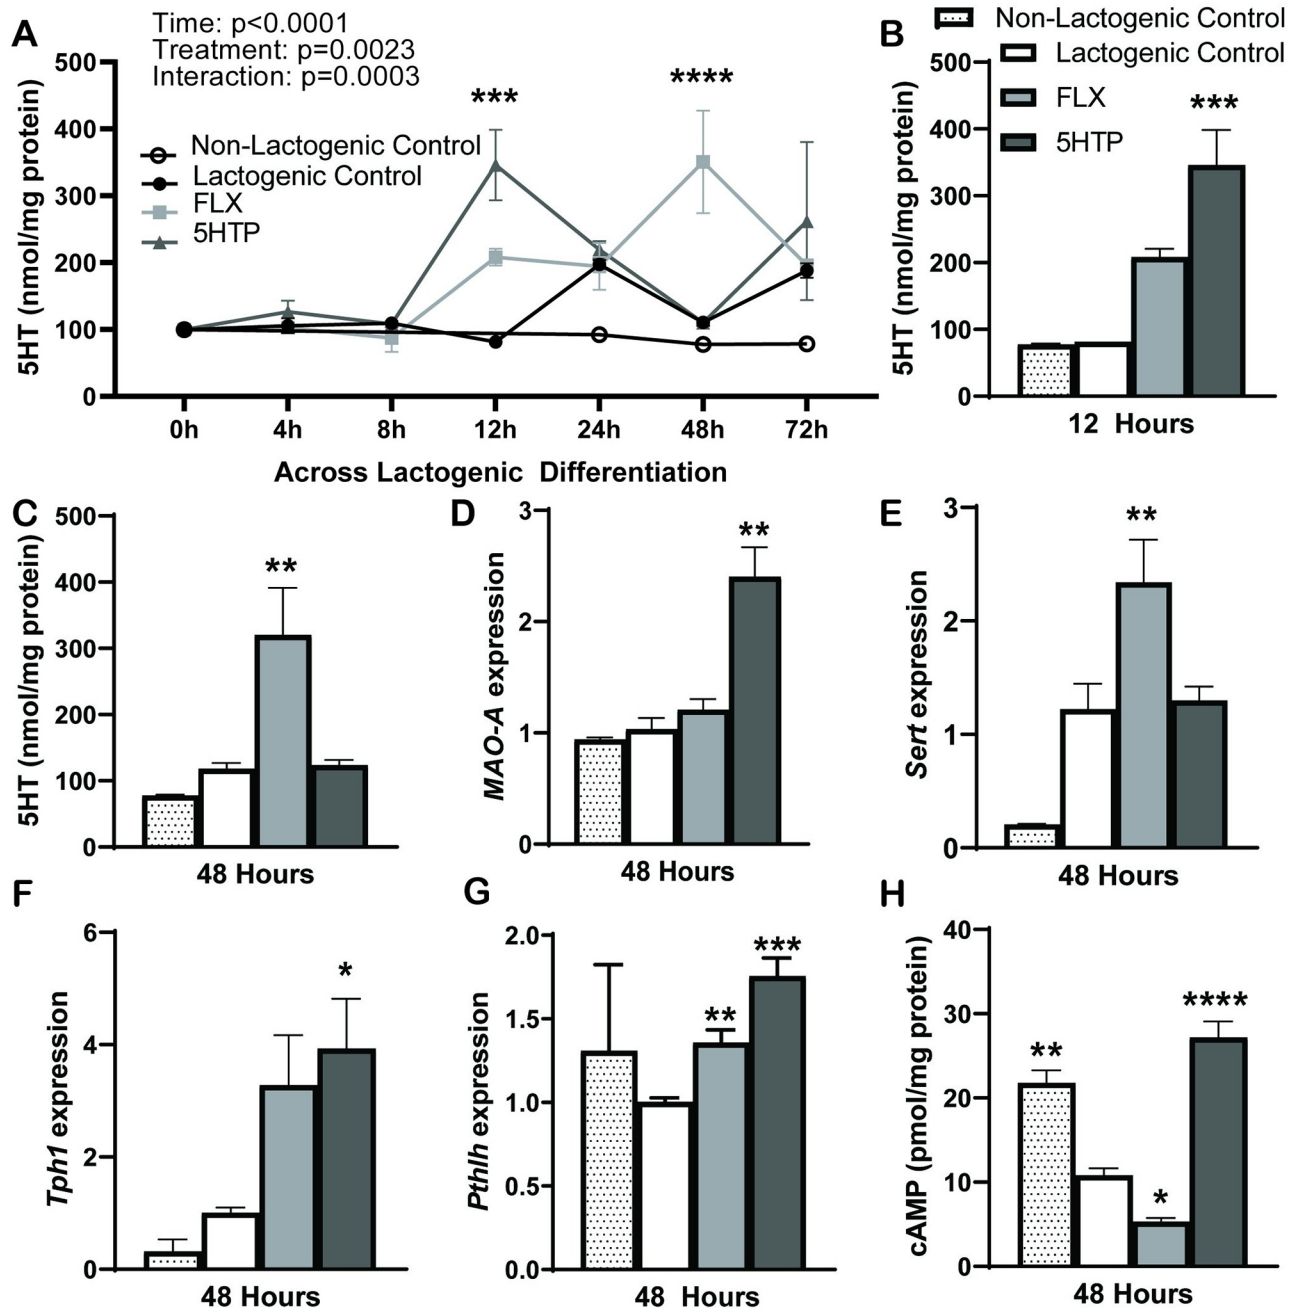 A
Time: p<0.0001
Treatment: p=0.0023
Interaction: p=0.0003
5HT (nmol/mg protein)
500
400
300
200
100
0
***
****
Non-Lactogenic Control
Lactogenic Control
FLX
5HTP
0h 4h 8h 12h 24h 48h 72h
Across Lactogenic Differentiation
B
Non-Lactogenic Control
Lactogenic Control
FLX
5HTP
5HT (nmol/mg protein)
500
400
300
200
100
0
***
12 Hours
C
5HT (nmol/mg protein)
500
400
300
200
100
0
**
48 Hours
D
MAO-A expression
3
2
1
0
**
48 Hours
E
Sert expression
3
2
1
0
**
48 Hours
F
Tph1 expression
6
4
2
0
*
48 Hours
G
Pthlh expression
2.0
1.5
1.0
0.5
0.0
**
***
48 Hours
H
cAMP (pmol/mg protein)
40
30
20
10
0
**
*
****
48 Hours